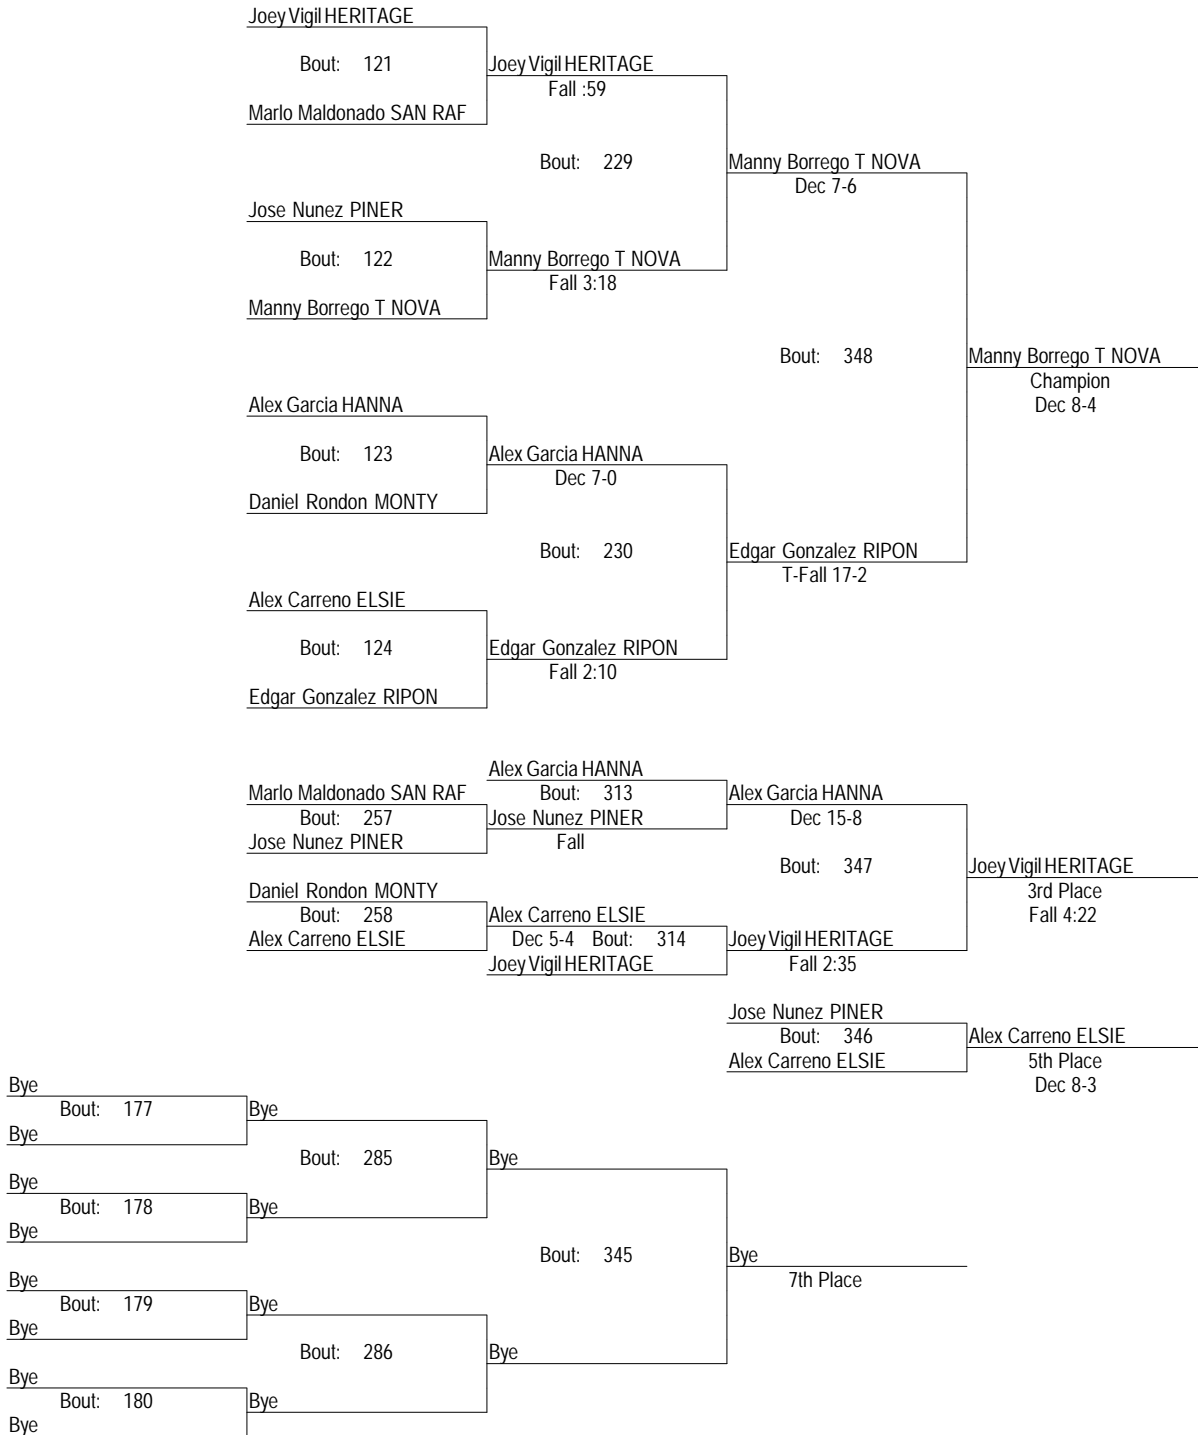 Joey Vigil HERITAGE
Bout: 121
Joey Vigil HERITAGE
Fall :59
Marlo Maldonado SAN RAF
Bout: 229
Manny Borrego T NOVA
Dec 7-6
Jose Nunez PINER
Bout: 122
Manny Borrego T NOVA
Fall 3:18
Manny Borrego T NOVA
Bout: 348
Manny Borrego T NOVA
Champion
Dec 8-4
Alex Garcia HANNA
Bout: 123
Alex Garcia HANNA
Dec 7-0
Daniel Rondon MONTY
Bout: 230
Edgar Gonzalez RIPON
T-Fall 17-2
Alex Carreno ELSIE
Bout: 124
Edgar Gonzalez RIPON
Fall 2:10
Edgar Gonzalez RIPON
Alex Garcia HANNA
Marlo Maldonado SAN RAF
Bout: 313
Alex Garcia HANNA
Bout: 257
Jose Nunez PINER
Dec 15-8
Jose Nunez PINER
Fall
Bout: 347
Joey Vigil HERITAGE
3rd Place
Fall 4:22
Daniel Rondon MONTY
Bout: 258
Alex Carreno ELSIE
Alex Carreno ELSIE
Dec 5-4 Bout: 314
Joey Vigil HERITAGE
Joey Vigil HERITAGE
Fall 2:35
Jose Nunez PINER
Bout: 346
Alex Carreno ELSIE
Alex Carreno ELSIE
5th Place
Dec 8-3
Bye
Bout: 177
Bye
Bye
Bout: 285
Bye
Bye
Bout: 178
Bye
Bye
Bout: 345
Bye
7th Place
Bye
Bout: 179
Bye
Bye
Bout: 286
Bye
Bye
Bout: 180
Bye
Bye